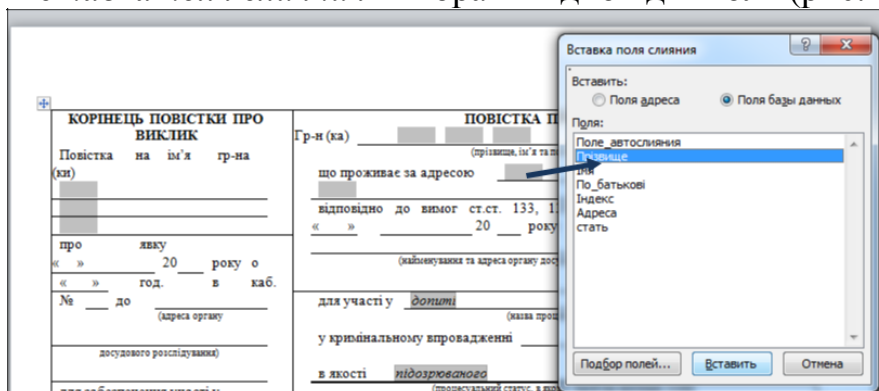 КОРІНЕЦЬ ПОВІСТКИ ПРО
ВИКЛИК
Повістка на ім’я гр-на
(ки)
про явку
« » 20 року о
« » год. в каб.
№ до
(адреса органу
досудового розслідування)
ПОВІСТКА П
Гр-н (ка)
(прізвище, ім’я та п
що проживає за адресою
відповідно до вимог ст.ст. 133, 1
« » 20 року
(найменування та адреса органу дос
для участі у допиті
(назва проц
у кримінальному впровадженні
в якості підозрюваного
(процесуальний статус, в яком
Вставка поля слияния
Вставить:
Поля адреса Поля базы данных
Поля:
Поле_автослияния
Прізвище
Імя
По_батькові
Індекс
Адреса
стать
Подбор полей... Вставить Отмена